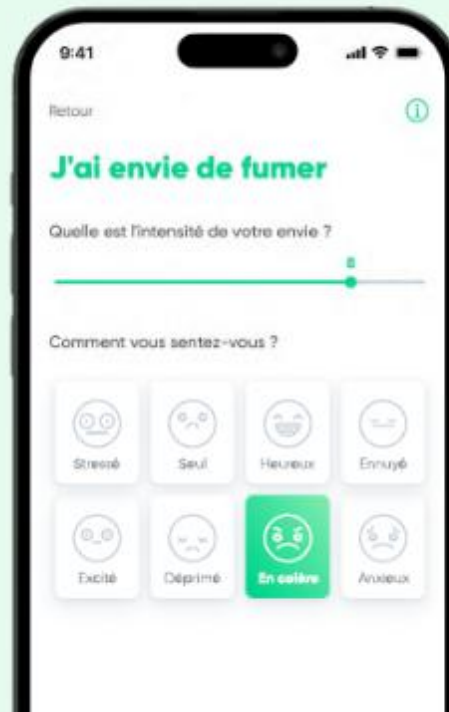 9:41
Retour
J'ai envie de fumer
Quelle est l'intensité de votre envie ?
8
Comment vous sentez-vous ?
Stressé Seul Heureux Ennuyé
Excité Déprimé En colère Anxieux